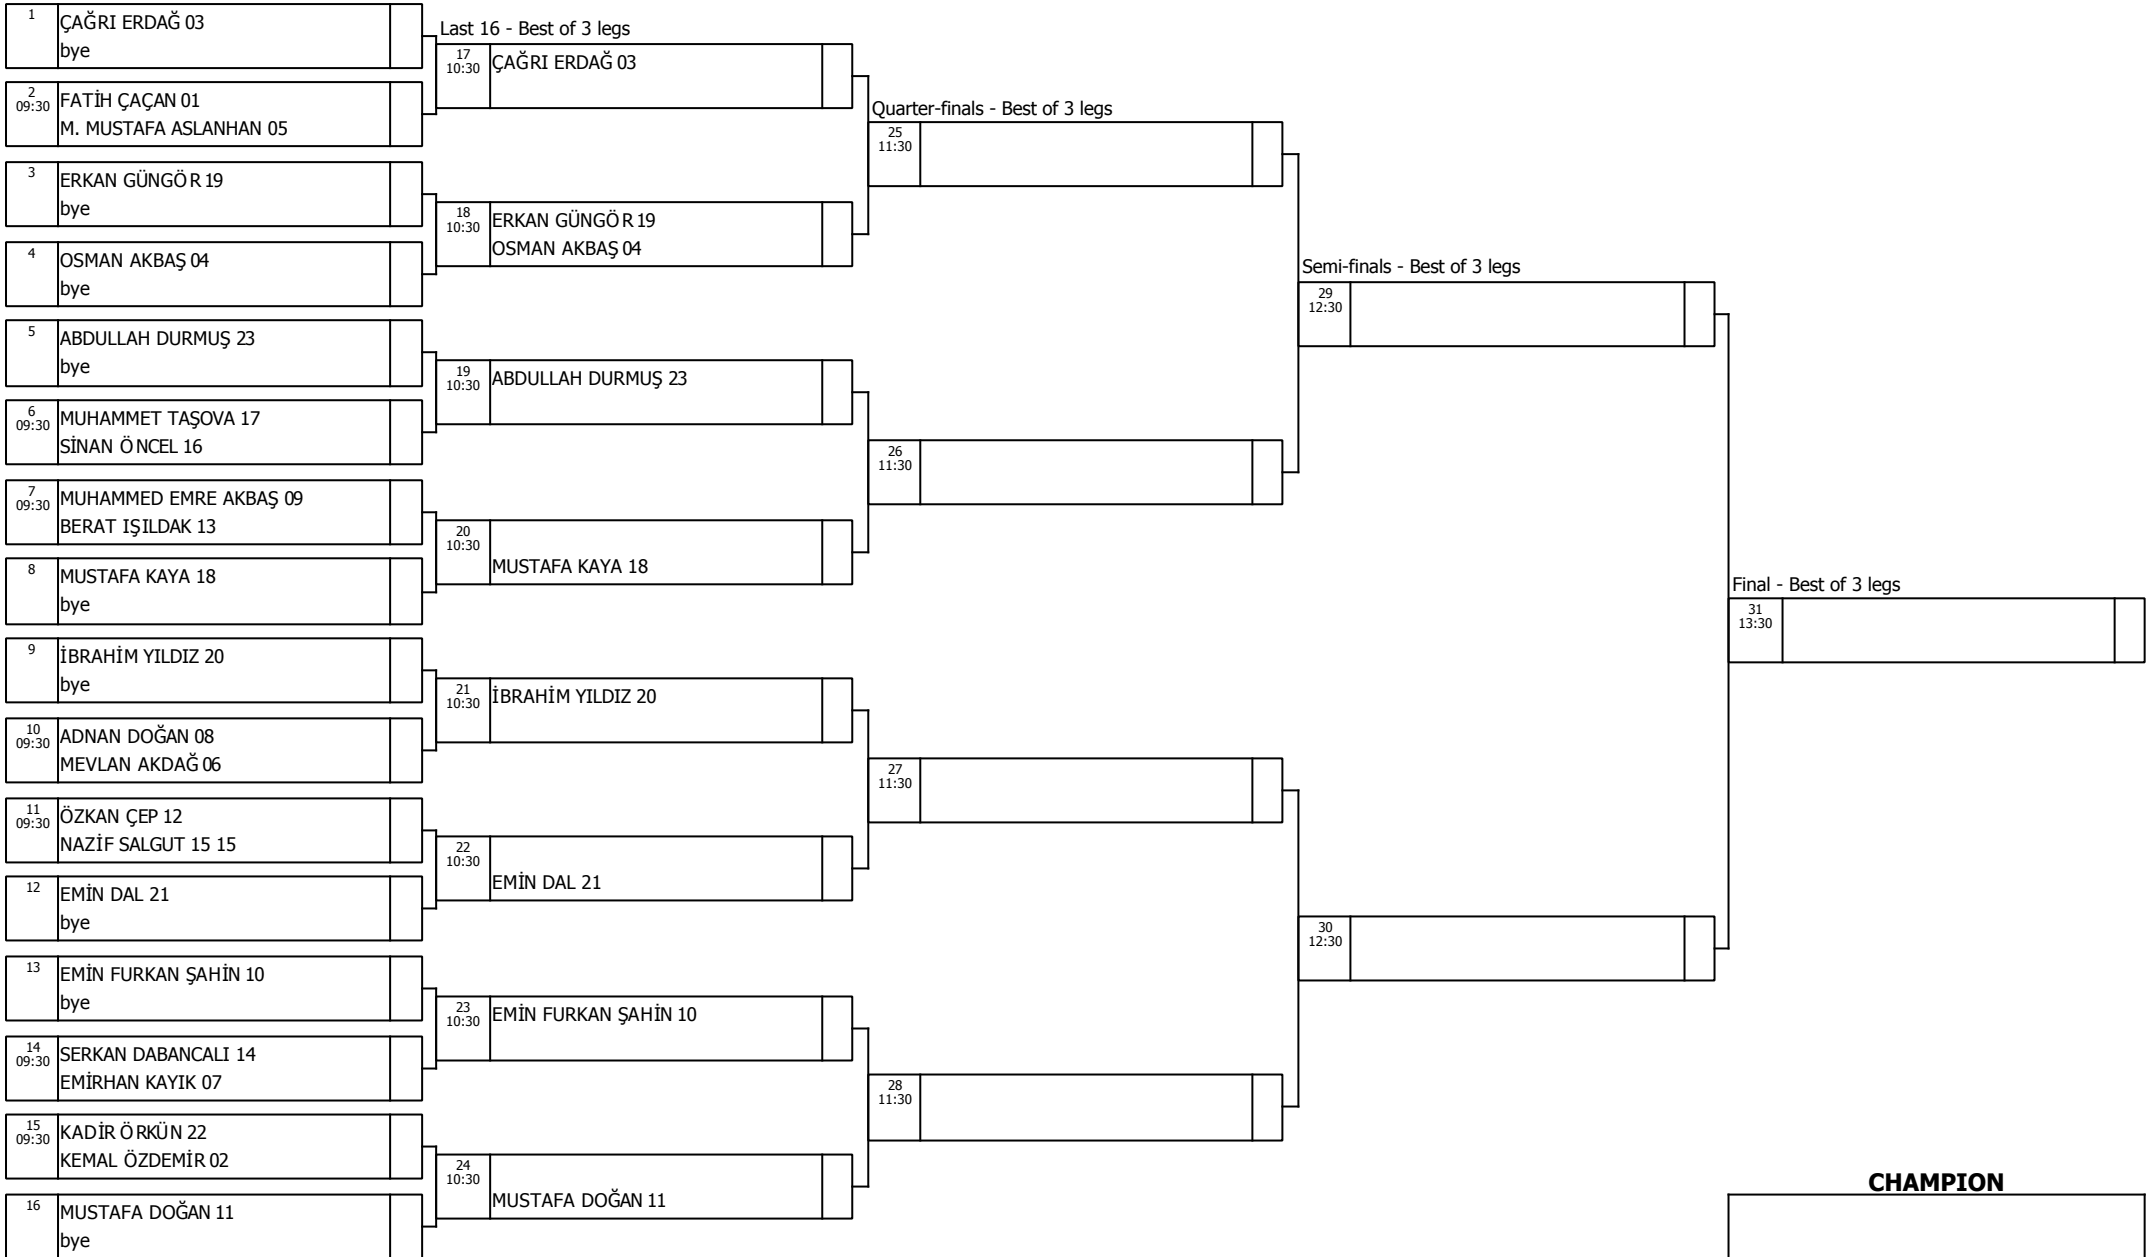 1
ÇAĞRI ERDAĞ 03
bye
2
09:30
FATİH ÇAÇAN 01
M. MUSTAFA ASLANHAN 05
3
ERKAN GÜNGÖR 19
bye
4
OSMAN AKBAŞ 04
bye
5
ABDULLAH DURMUŞ 23
bye
6
09:30
MUHAMMET TAŞOVA 17
SİNAN ÖNCEL 16
7
09:30
MUHAMMED EMRE AKBAŞ 09
BERAT IŞILDAK 13
8
MUSTAFA KAYA 18
bye
9
İBRAHİM YILDIZ 20
bye
10
09:30
ADNAN DOĞAN 08
MEVLAN AKDAĞ 06
11
09:30
ÖZKAN ÇEP 12
NAZİF SALGUT 15 15
12
EMİN DAL 21
bye
13
EMİN FURKAN ŞAHİN 10
bye
14
09:30
SERKAN DABANCALI 14
EMİRHAN KAYIK 07
15
09:30
KADİR ÖRKÜN 22
KEMAL ÖZDEMİR 02
16
MUSTAFA DOĞAN 11
bye
Last 16 - Best of 3 legs
17
10:30
ÇAĞRI ERDAĞ 03
18
10:30
ERKAN GÜNGÖR 19
OSMAN AKBAŞ 04
19
10:30
ABDULLAH DURMUŞ 23
20
10:30
MUSTAFA KAYA 18
21
10:30
İBRAHİM YILDIZ 20
22
10:30
EMİN DAL 21
23
10:30
EMİN FURKAN ŞAHİN 10
24
10:30
MUSTAFA DOĞAN 11
Quarter-finals - Best of 3 legs
25
11:30
26
11:30
27
11:30
28
11:30
Semi-finals - Best of 3 legs
29
12:30
30
12:30
Final - Best of 3 legs
31
13:30
CHAMPION